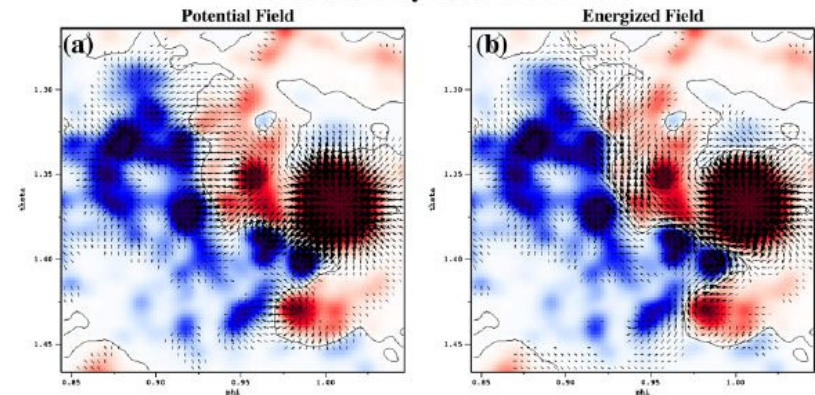 Potential Field
Energized Field
(a)
(b)
1.30
1.35
1.40
1.45
theta
0.85
0.90
0.95
1.00
phi
1.30
1.35
1.40
1.45
theta
0.85
0.90
0.95
1.00
phi